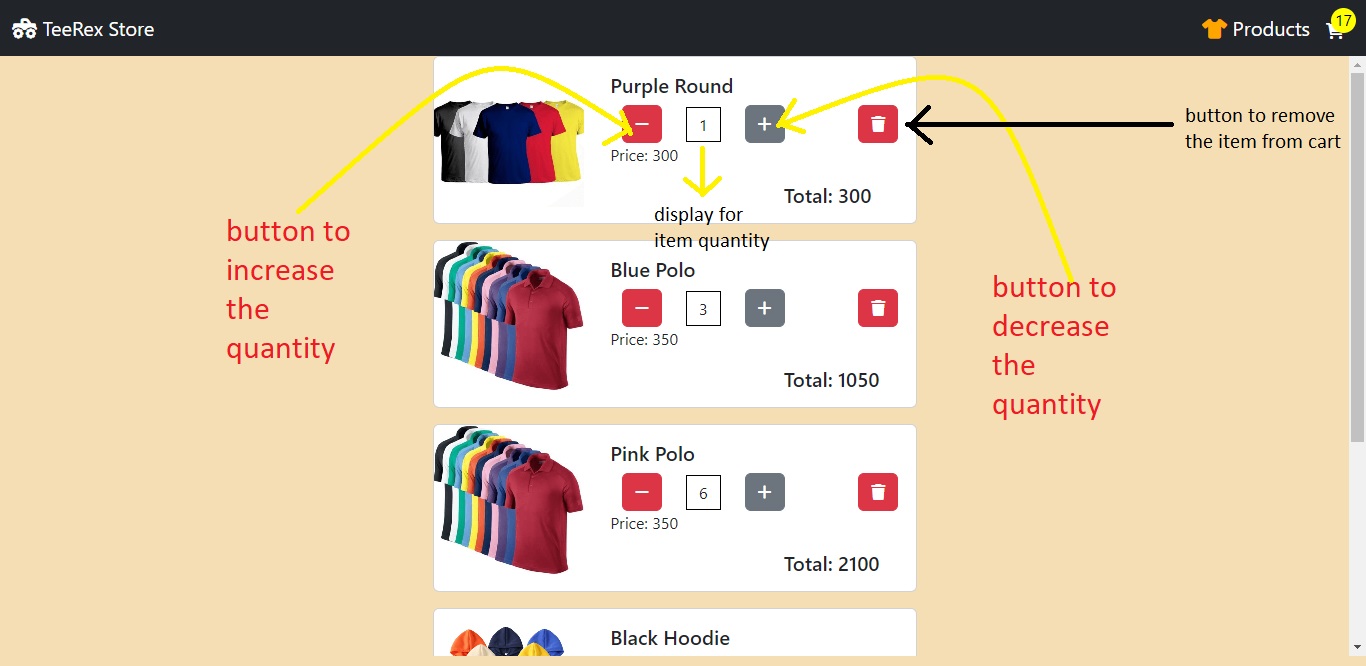 TeeRex Store
Products
17
Purple Round
1
Price: 300
Total: 300
button to remove
the item from cart
display for
item quantity
button to
increase
the
quantity
Blue Polo
3
Price: 350
Total: 1050
button to
decrease
the
quantity
Pink Polo
6
Price: 350
Total: 2100
Black Hoodie